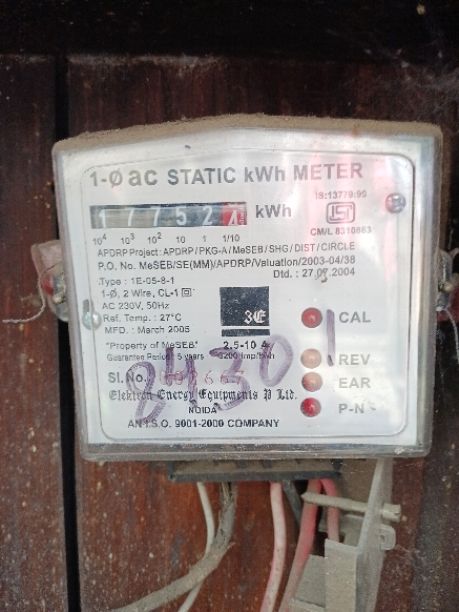 1-Ø ac STATIC kWh METER
IS:13779:99
177524 kWh
ISI
CM/L 8310663
10⁴ 10³ 10² 10 1 1/10
APDRP Project: APDRP/PKG-A/MeSEB/SHG/DIST/CIRCLE
P.O. No. MeSEB/SE(MM)/APDRP/Valuation/2003-04/38
Dtd.: 27.07.2004
Type : 1E-05-8-1
1-Ø, 2 Wire, CL-1
AC 230V, 50Hz
Ref. Temp.: 27°C
MFD. : March 2005
3E
CAL
"Property of MeSEB" 2.5-10 A
Guarantee Period: 5 years 3200 imp/kwh
REV
Sl.No.
EAR
Elektron Energy Equipments P Ltd.
P-N
NOIDA
AN I.S.O. 9001-2000 COMPANY